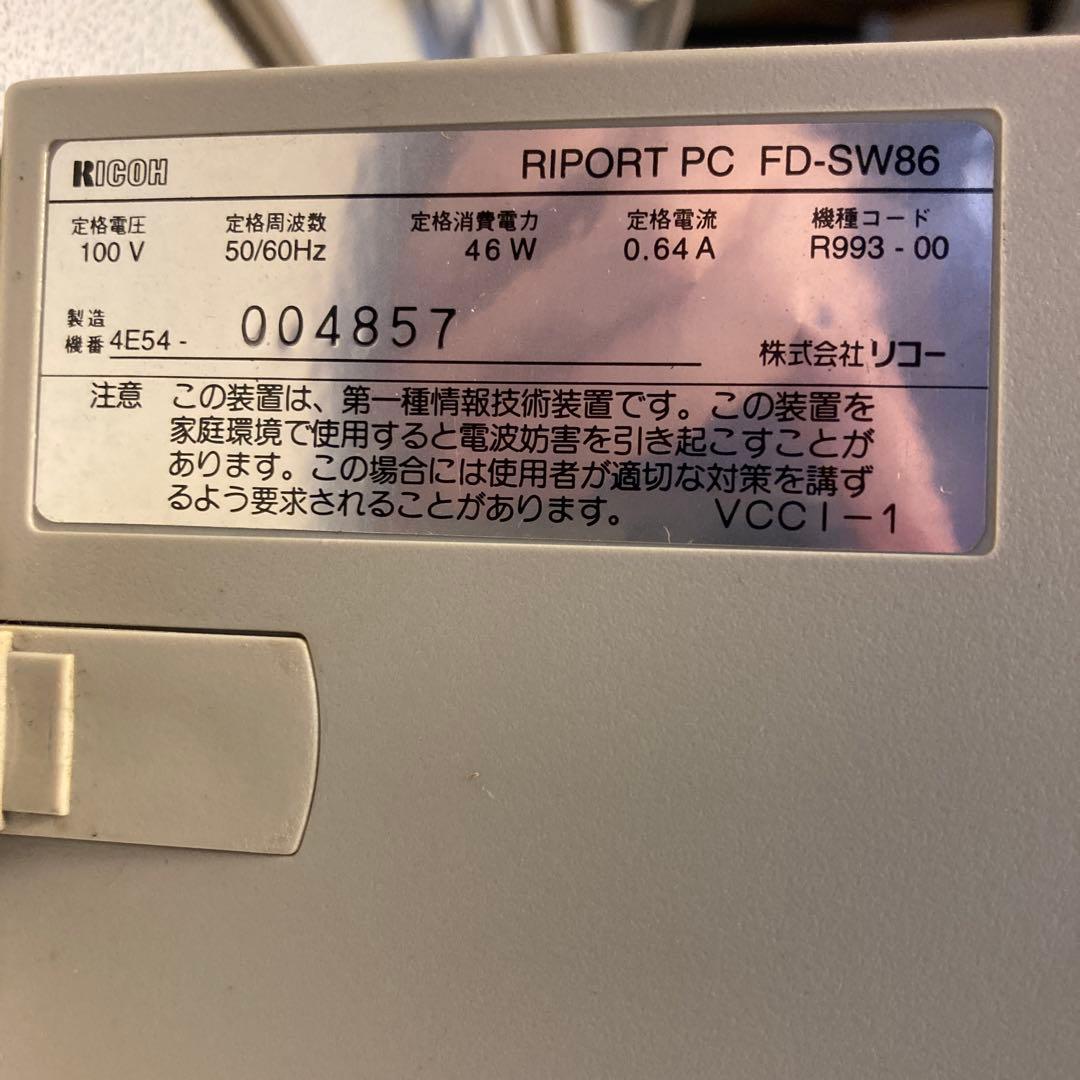 RICOH RIPORT PC FD-SW86
定格電圧 定格周波数 定格消費電力 定格電流 機種コード
100 V 50/60Hz 46 W 0.64 A R993 - 00
製造
機番 4E54 - 004857
株式会社 リコー
注意 この装置は、第一種情報技術装置です。この装置を
家庭環境で使用すると電波妨害を引き起こすことが
あります。この場合には使用者が適切な対策を講ず
るよう要求されることがあります。 VCCI-1